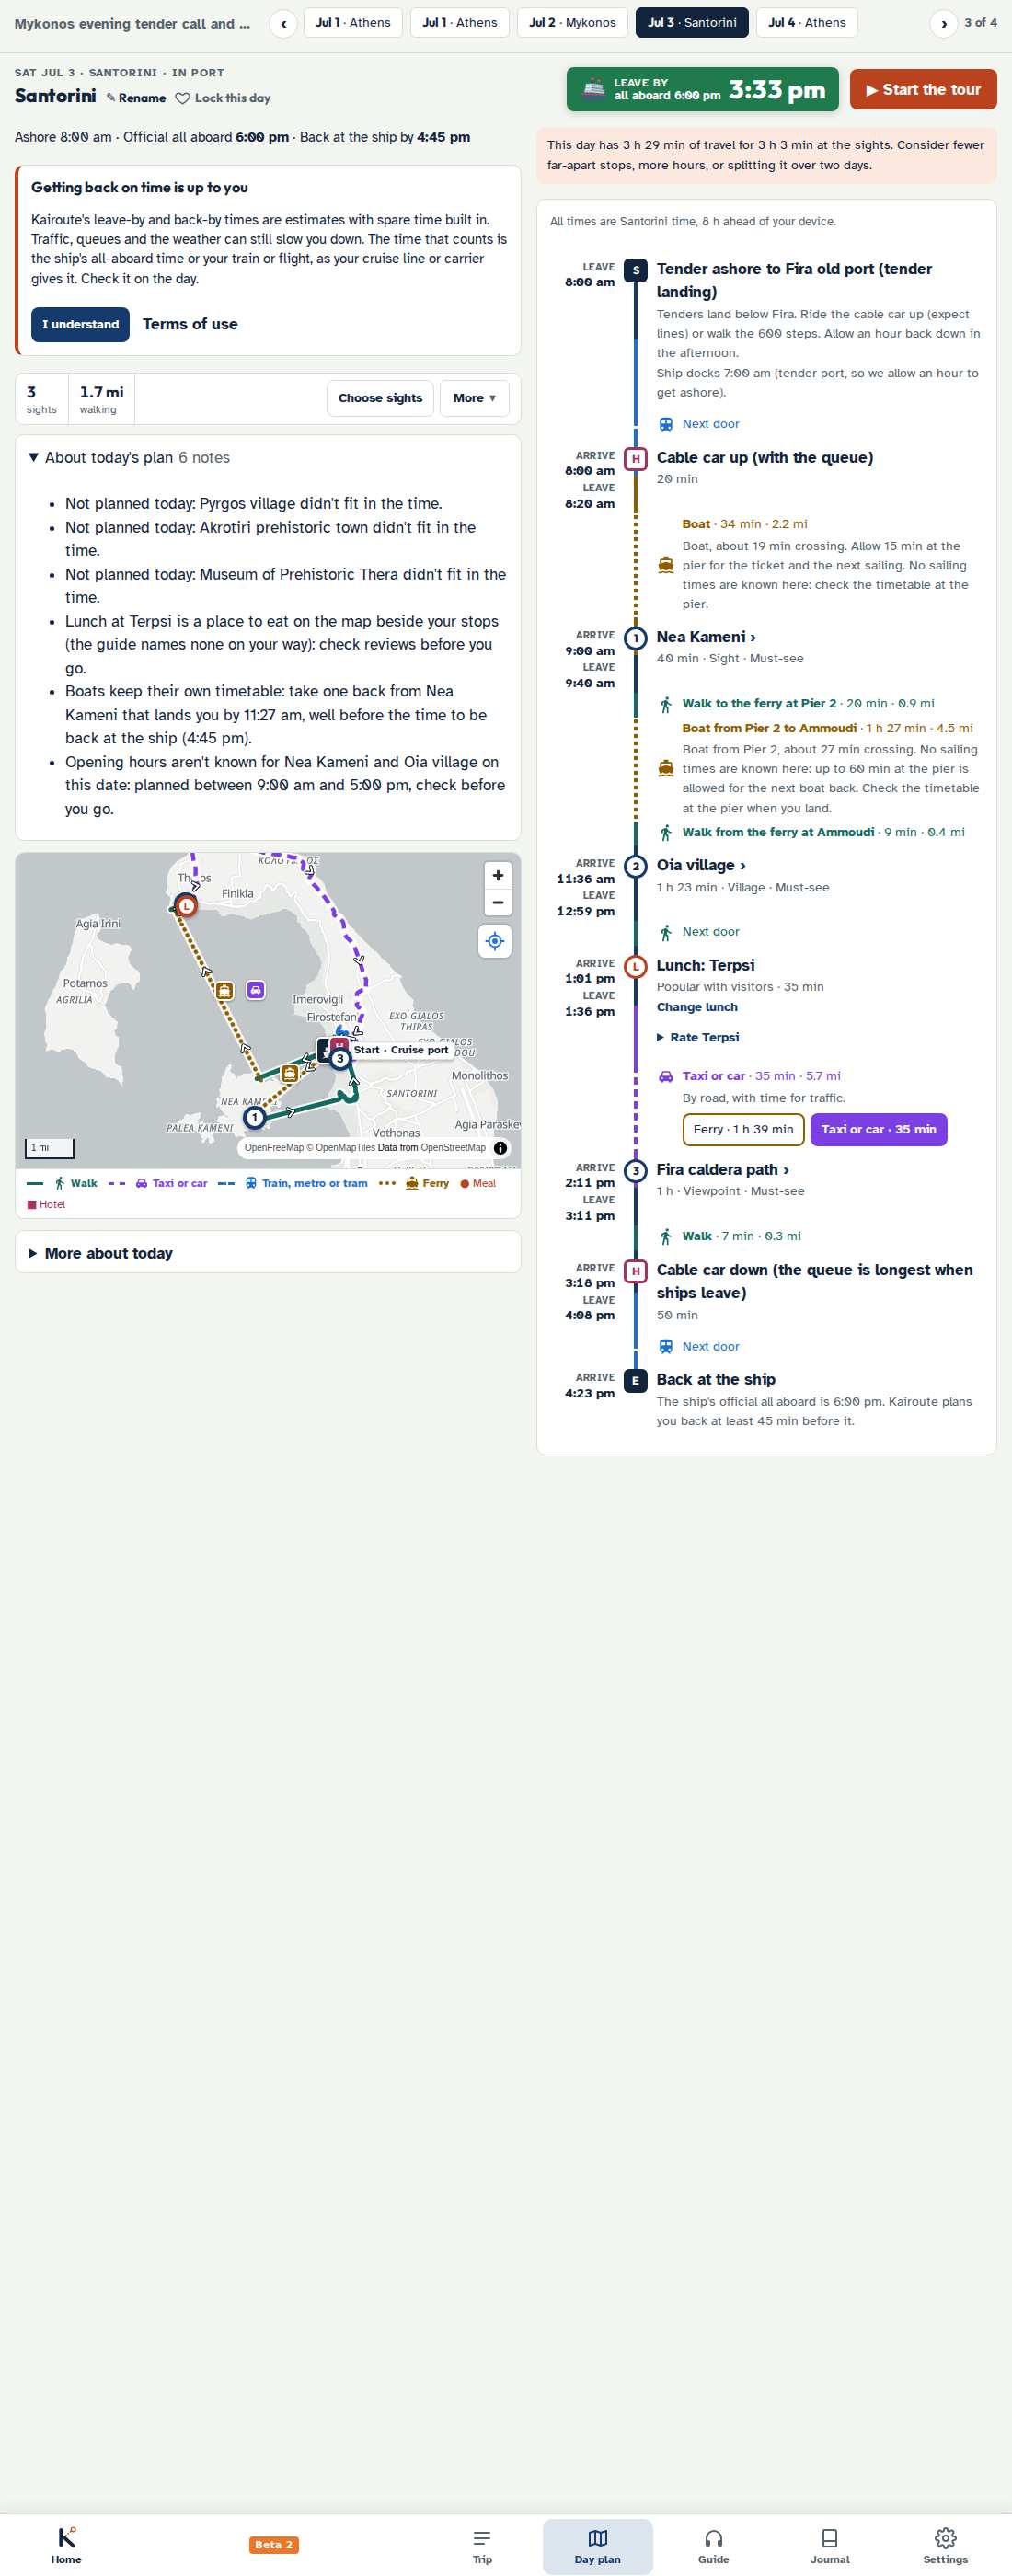 Mykonos evening tender call and ...
Jul 1 · Athens
Jul 1 · Athens
Jul 2 · Mykonos
Jul 3 · Santorini
Jul 4 · Athens
3 of 4
SAT JUL 3 · SANTORINI · IN PORT
Santorini
Rename
Lock this day
LEAVE BY
all aboard 6:00 pm
3:33 pm
Start the tour
Ashore 8:00 am · Official all aboard 6:00 pm · Back at the ship by 4:45 pm
Getting back on time is up to you
Kairoute's leave-by and back-by times are estimates with spare time built in.
Traffic, queues and the weather can still slow you down. The time that counts is
the ship's all-aboard time or your train or flight, as your cruise line or carrier
gives it. Check it on the day.
I understand
Terms of use
3
sights
1.7 mi
walking
Choose sights
More
About today's plan 6 notes
Not planned today: Pyrgos village didn't fit in the time.
Not planned today: Akrotiri prehistoric town didn't fit in the
time.
Not planned today: Museum of Prehistoric Thera didn't fit in the
time.
Lunch at Terpsi is a place to eat on the map beside your stops
(the guide names none on your way): check reviews before you
go.
Boats keep their own timetable: take one back from Nea
Kameni that lands you by 11:27 am, well before the time to be
back at the ship (4:45 pm).
Opening hours aren't known for Nea Kameni and Oia village on
this date: planned between 9:00 am and 5:00 pm, check before
you go.
Finikia
L
Agia Irini
Potamos
AGRILIA
Imerovigli
Firostefani
EXO GIALOS
THIRAS
Start · Cruise port
3
Monolithos
SANTORINI
NEA KAMENI
1
PALEA KAMENI
Vothonas
Agia Paraskev
1 mi
OpenFreeMap © OpenMapTiles Data from OpenStreetMap
Walk
Taxi or car
Train, metro or tram
Ferry
Meal
Hotel
More about today
This day has 3 h 29 min of travel for 3 h 3 min at the sights. Consider fewer
far-apart stops, more hours, or splitting it over two days.
All times are Santorini time, 8 h ahead of your device.
LEAVE
8:00 am
S
Tender ashore to Fira old port (tender
landing)
Tenders land below Fira. Ride the cable car up (expect
lines) or walk the 600 steps. Allow an hour back down in
the afternoon.
Ship docks 7:00 am (tender port, so we allow an hour to
get ashore).
Next door
ARRIVE
8:00 am
LEAVE
8:20 am
H
Cable car up (with the queue)
20 min
Boat · 34 min · 2.2 mi
Boat, about 19 min crossing. Allow 15 min at the
pier for the ticket and the next sailing. No sailing
times are known here: check the timetable at the
pier.
ARRIVE
9:00 am
LEAVE
9:40 am
1
Nea Kameni ›
40 min · Sight · Must-see
Walk to the ferry at Pier 2 · 20 min · 0.9 mi
Boat from Pier 2 to Ammoudi · 1 h 27 min · 4.5 mi
Boat from Pier 2, about 27 min crossing. No sailing
times are known here: up to 60 min at the pier is
allowed for the next boat back. Check the timetable
at the pier when you land.
Walk from the ferry at Ammoudi · 9 min · 0.4 mi
ARRIVE
11:36 am
LEAVE
12:59 pm
2
Oia village ›
1 h 23 min · Village · Must-see
Next door
ARRIVE
1:01 pm
LEAVE
1:36 pm
L
Lunch: Terpsi
Popular with visitors · 35 min
Change lunch
Rate Terpsi
Taxi or car · 35 min · 5.7 mi
By road, with time for traffic.
Ferry · 1 h 39 min
Taxi or car · 35 min
ARRIVE
2:11 pm
LEAVE
3:11 pm
3
Fira caldera path ›
1 h · Viewpoint · Must-see
Walk · 7 min · 0.3 mi
ARRIVE
3:18 pm
LEAVE
4:08 pm
H
Cable car down (the queue is longest when
ships leave)
50 min
Next door
ARRIVE
4:23 pm
E
Back at the ship
The ship's official all aboard is 6:00 pm. Kairoute plans
you back at least 45 min before it.
Home
Beta 2
Trip
Day plan
Guide
Journal
Settings